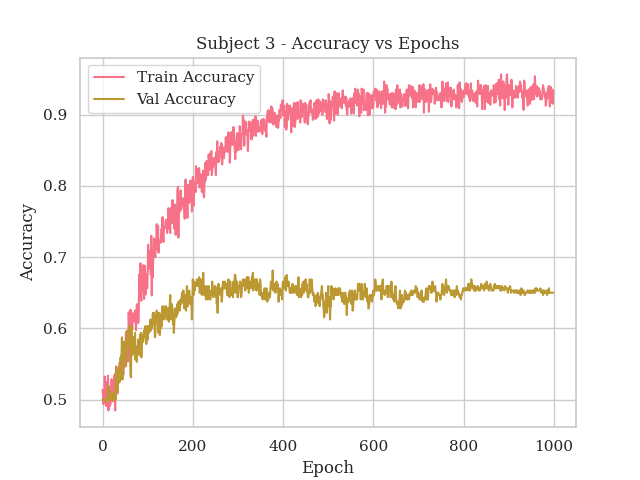 Subject 3 - Accuracy vs Epochs
Train Accuracy
Val Accuracy
0.9
0.8
0.7
0.6
0.5
Accuracy
0 200 400 600 800 1000
Epoch